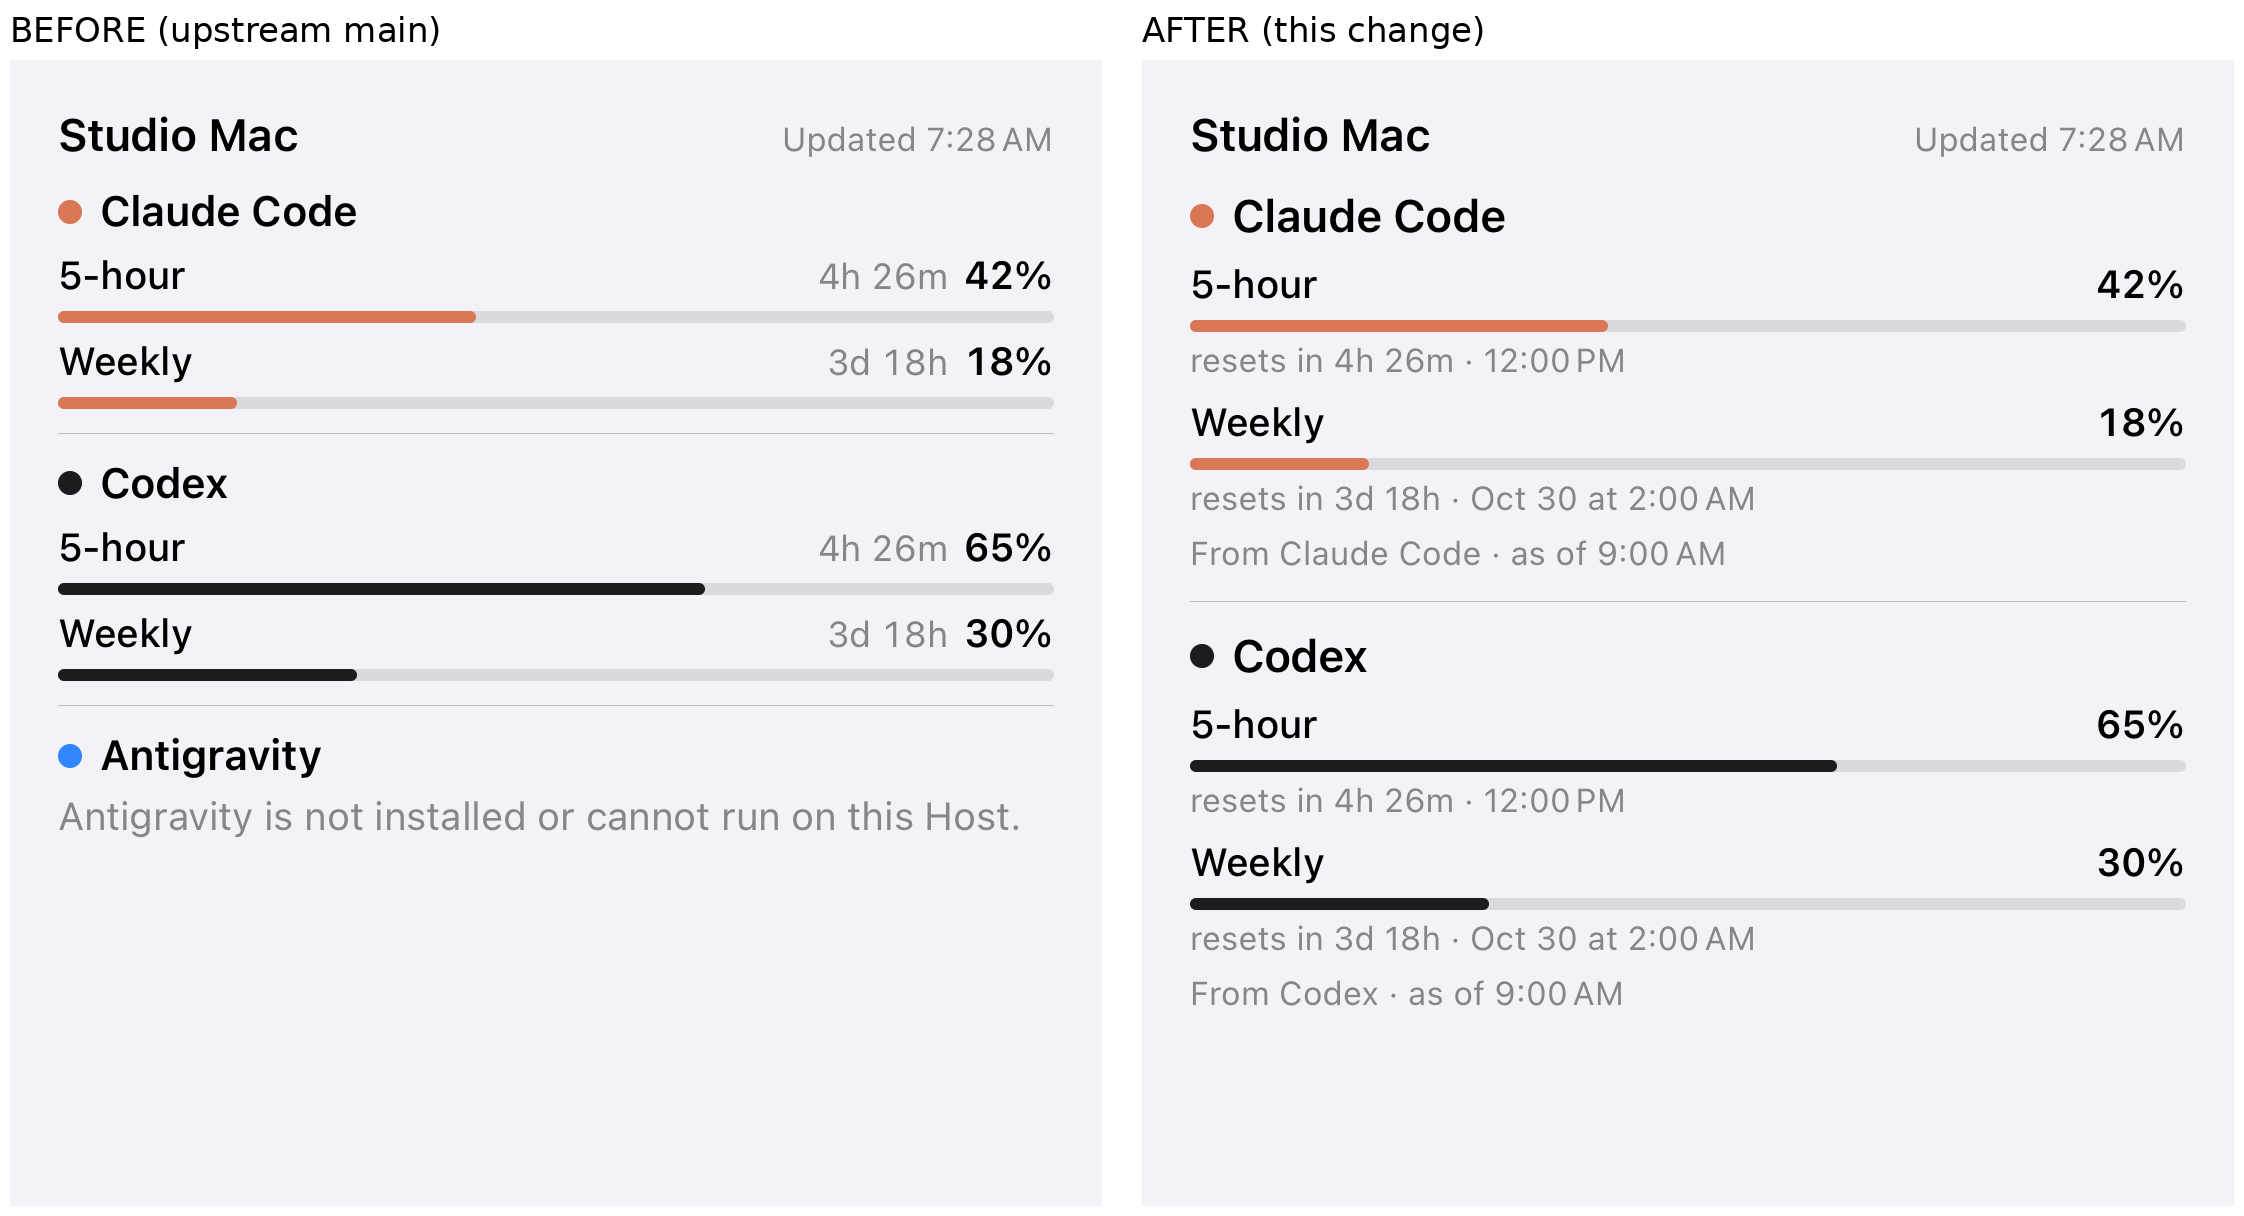 BEFORE (upstream main)
Studio Mac
Updated 7:28 AM
Claude Code
5-hour 4h 26m 42%
Weekly 3d 18h 18%
Codex
5-hour 4h 26m 65%
Weekly 3d 18h 30%
Antigravity
Antigravity is not installed or cannot run on this Host.
AFTER (this change)
Studio Mac
Updated 7:28 AM
Claude Code
5-hour 42%
resets in 4h 26m · 12:00 PM
Weekly 18%
resets in 3d 18h · Oct 30 at 2:00 AM
From Claude Code · as of 9:00 AM
Codex
5-hour 65%
resets in 4h 26m · 12:00 PM
Weekly 30%
resets in 3d 18h · Oct 30 at 2:00 AM
From Codex · as of 9:00 AM